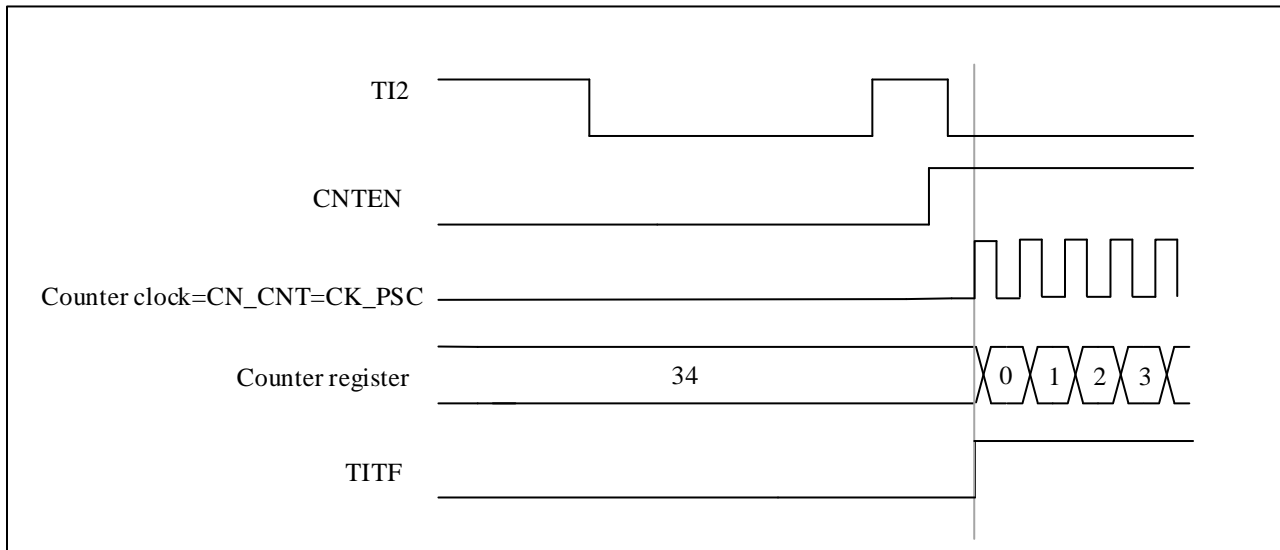 TI2
CNTEN
Counter clock=CN_CNT=CK_PSC
Counter register
34
0
1
2
3
TITF